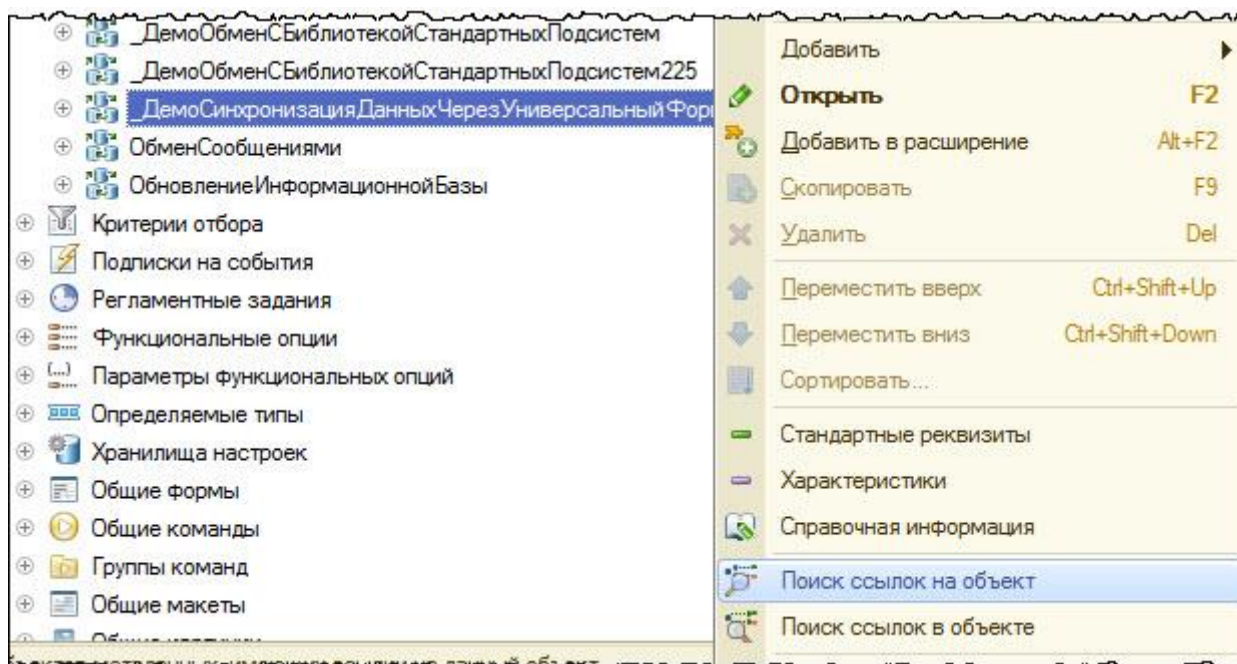 _ДемоОбменСБиблиотекойСтандартныхПодсистем
_ДемоОбменСБиблиотекойСтандартныхПодсистем225
_ДемоСинхронизацияДанныхЧерезУниверсальныйФор
ОбменСообщениями
ОбновлениеИнформационнойБазы
Критерии отбора
Подписки на события
Регламентные задания
Функциональные опции
Параметры функциональных опций
Определяемые типы
Хранилища настроек
Общие формы
Общие команды
Группы команд
Общие макеты
Добавить
Открыть F2
Добавить в расширение Alt+F2
Скопировать F9
Удалить Del
Переместить вверх Ctrl+Shift+Up
Переместить вниз Ctrl+Shift+Down
Сортировать...
Стандартные реквизиты
Характеристики
Справочная информация
Поиск ссылок на объект
Поиск ссылок в объекте